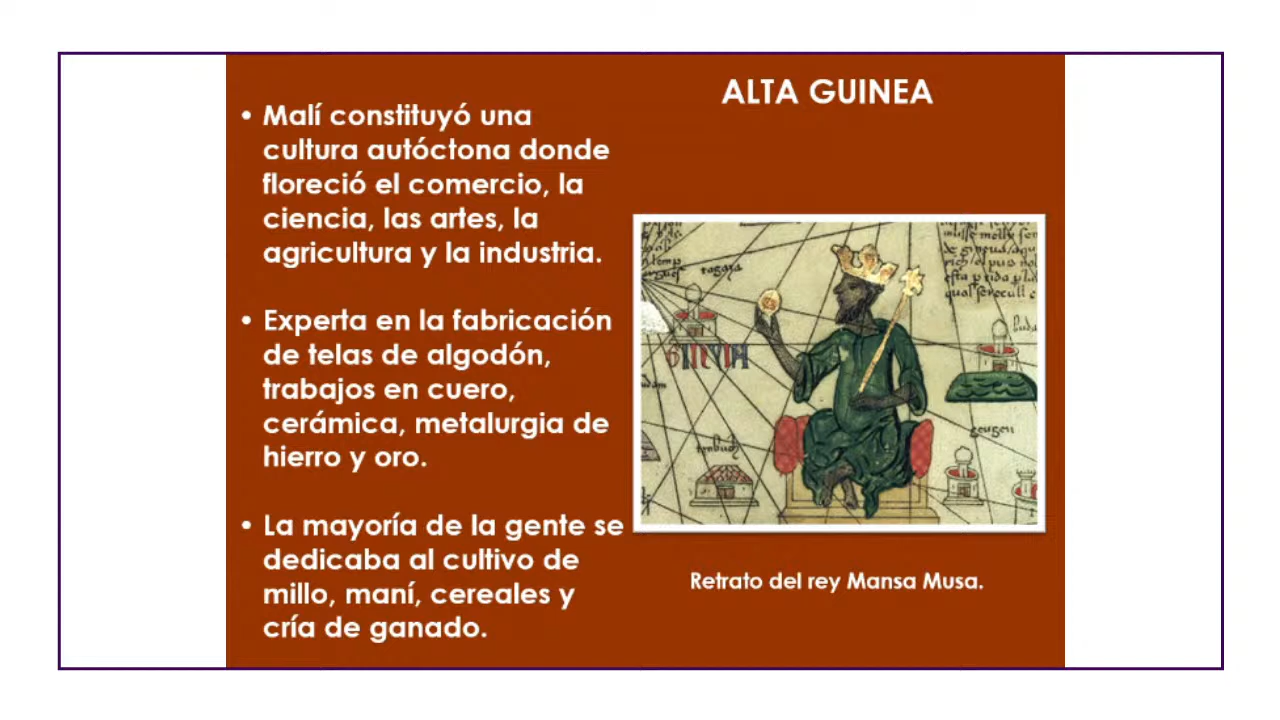 ALTA GUINEA
• Malí constituyó una
cultura autóctona donde
floreció el comercio, la
ciencia, las artes, la
agricultura y la industria.
• Experta en la fabricación
de telas de algodón,
trabajos en cuero,
cerámica, metalurgia de
hierro y oro.
• La mayoría de la gente se
dedicaba al cultivo de
millo, maní, cereales y
cría de ganado.
tagaza
geugeu
Retrato del rey Mansa Musa.